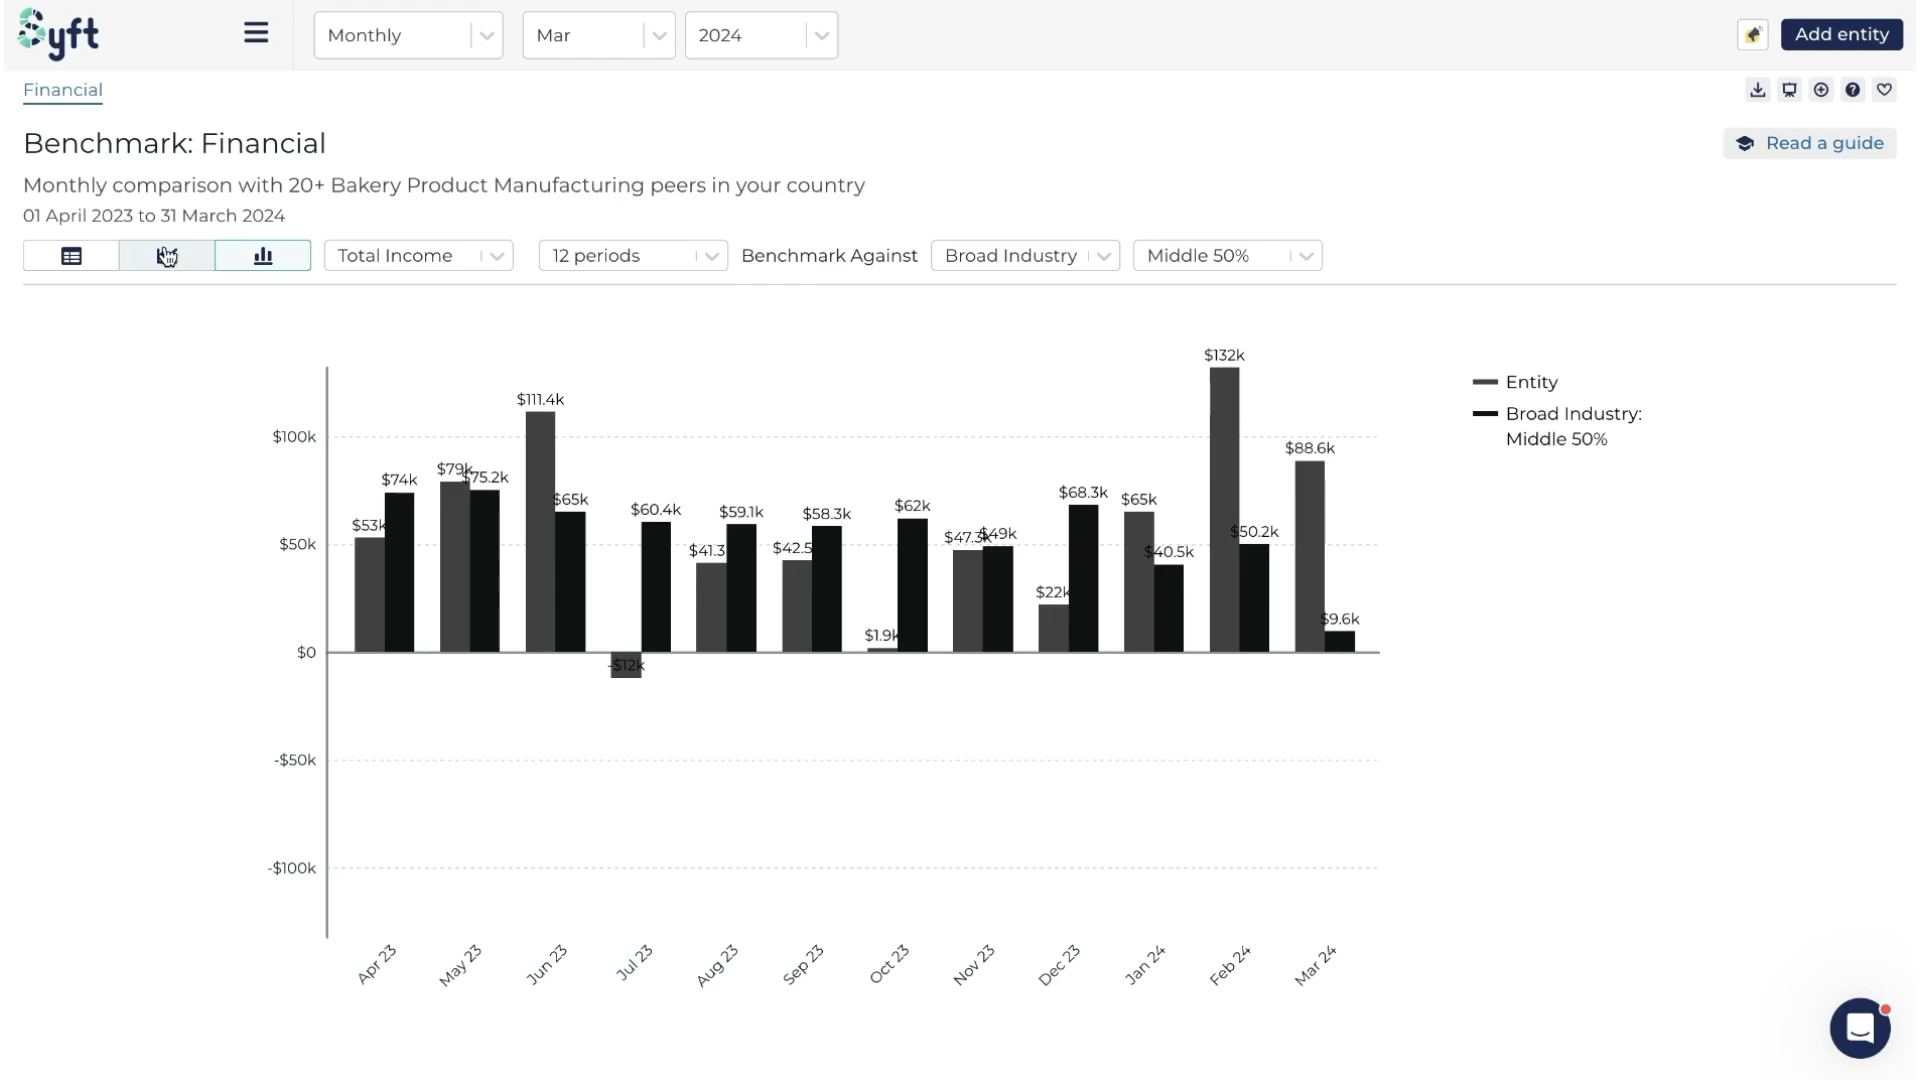 Syft
Monthly
Mar
2024
Add entity
Financial
Benchmark: Financial
Read a guide
Monthly comparison with 20+ Bakery Product Manufacturing peers in your country
01 April 2023 to 31 March 2024
Total Income
12 periods
Benchmark Against
Broad Industry
Middle 50%
$132k
Entity
$111.4k
Broad Industry:
Middle 50%
$100k
$88.6k
$79k
$75.2k
$74k
$68.3k
$65k
$65k
$60.4k
$59.1k
$58.3k
$62k
$53k
$50.2k
$47.3k
$49k
$50k
$41.3
$42.5
$40.5k
$22k
$1.9k
$9.6k
$0
-$12k
-$50k
-$100k
Apr 23
May 23
Jun 23
Jul 23
Aug 23
Sep 23
Oct 23
Nov 23
Dec 23
Jan 24
Feb 24
Mar 24